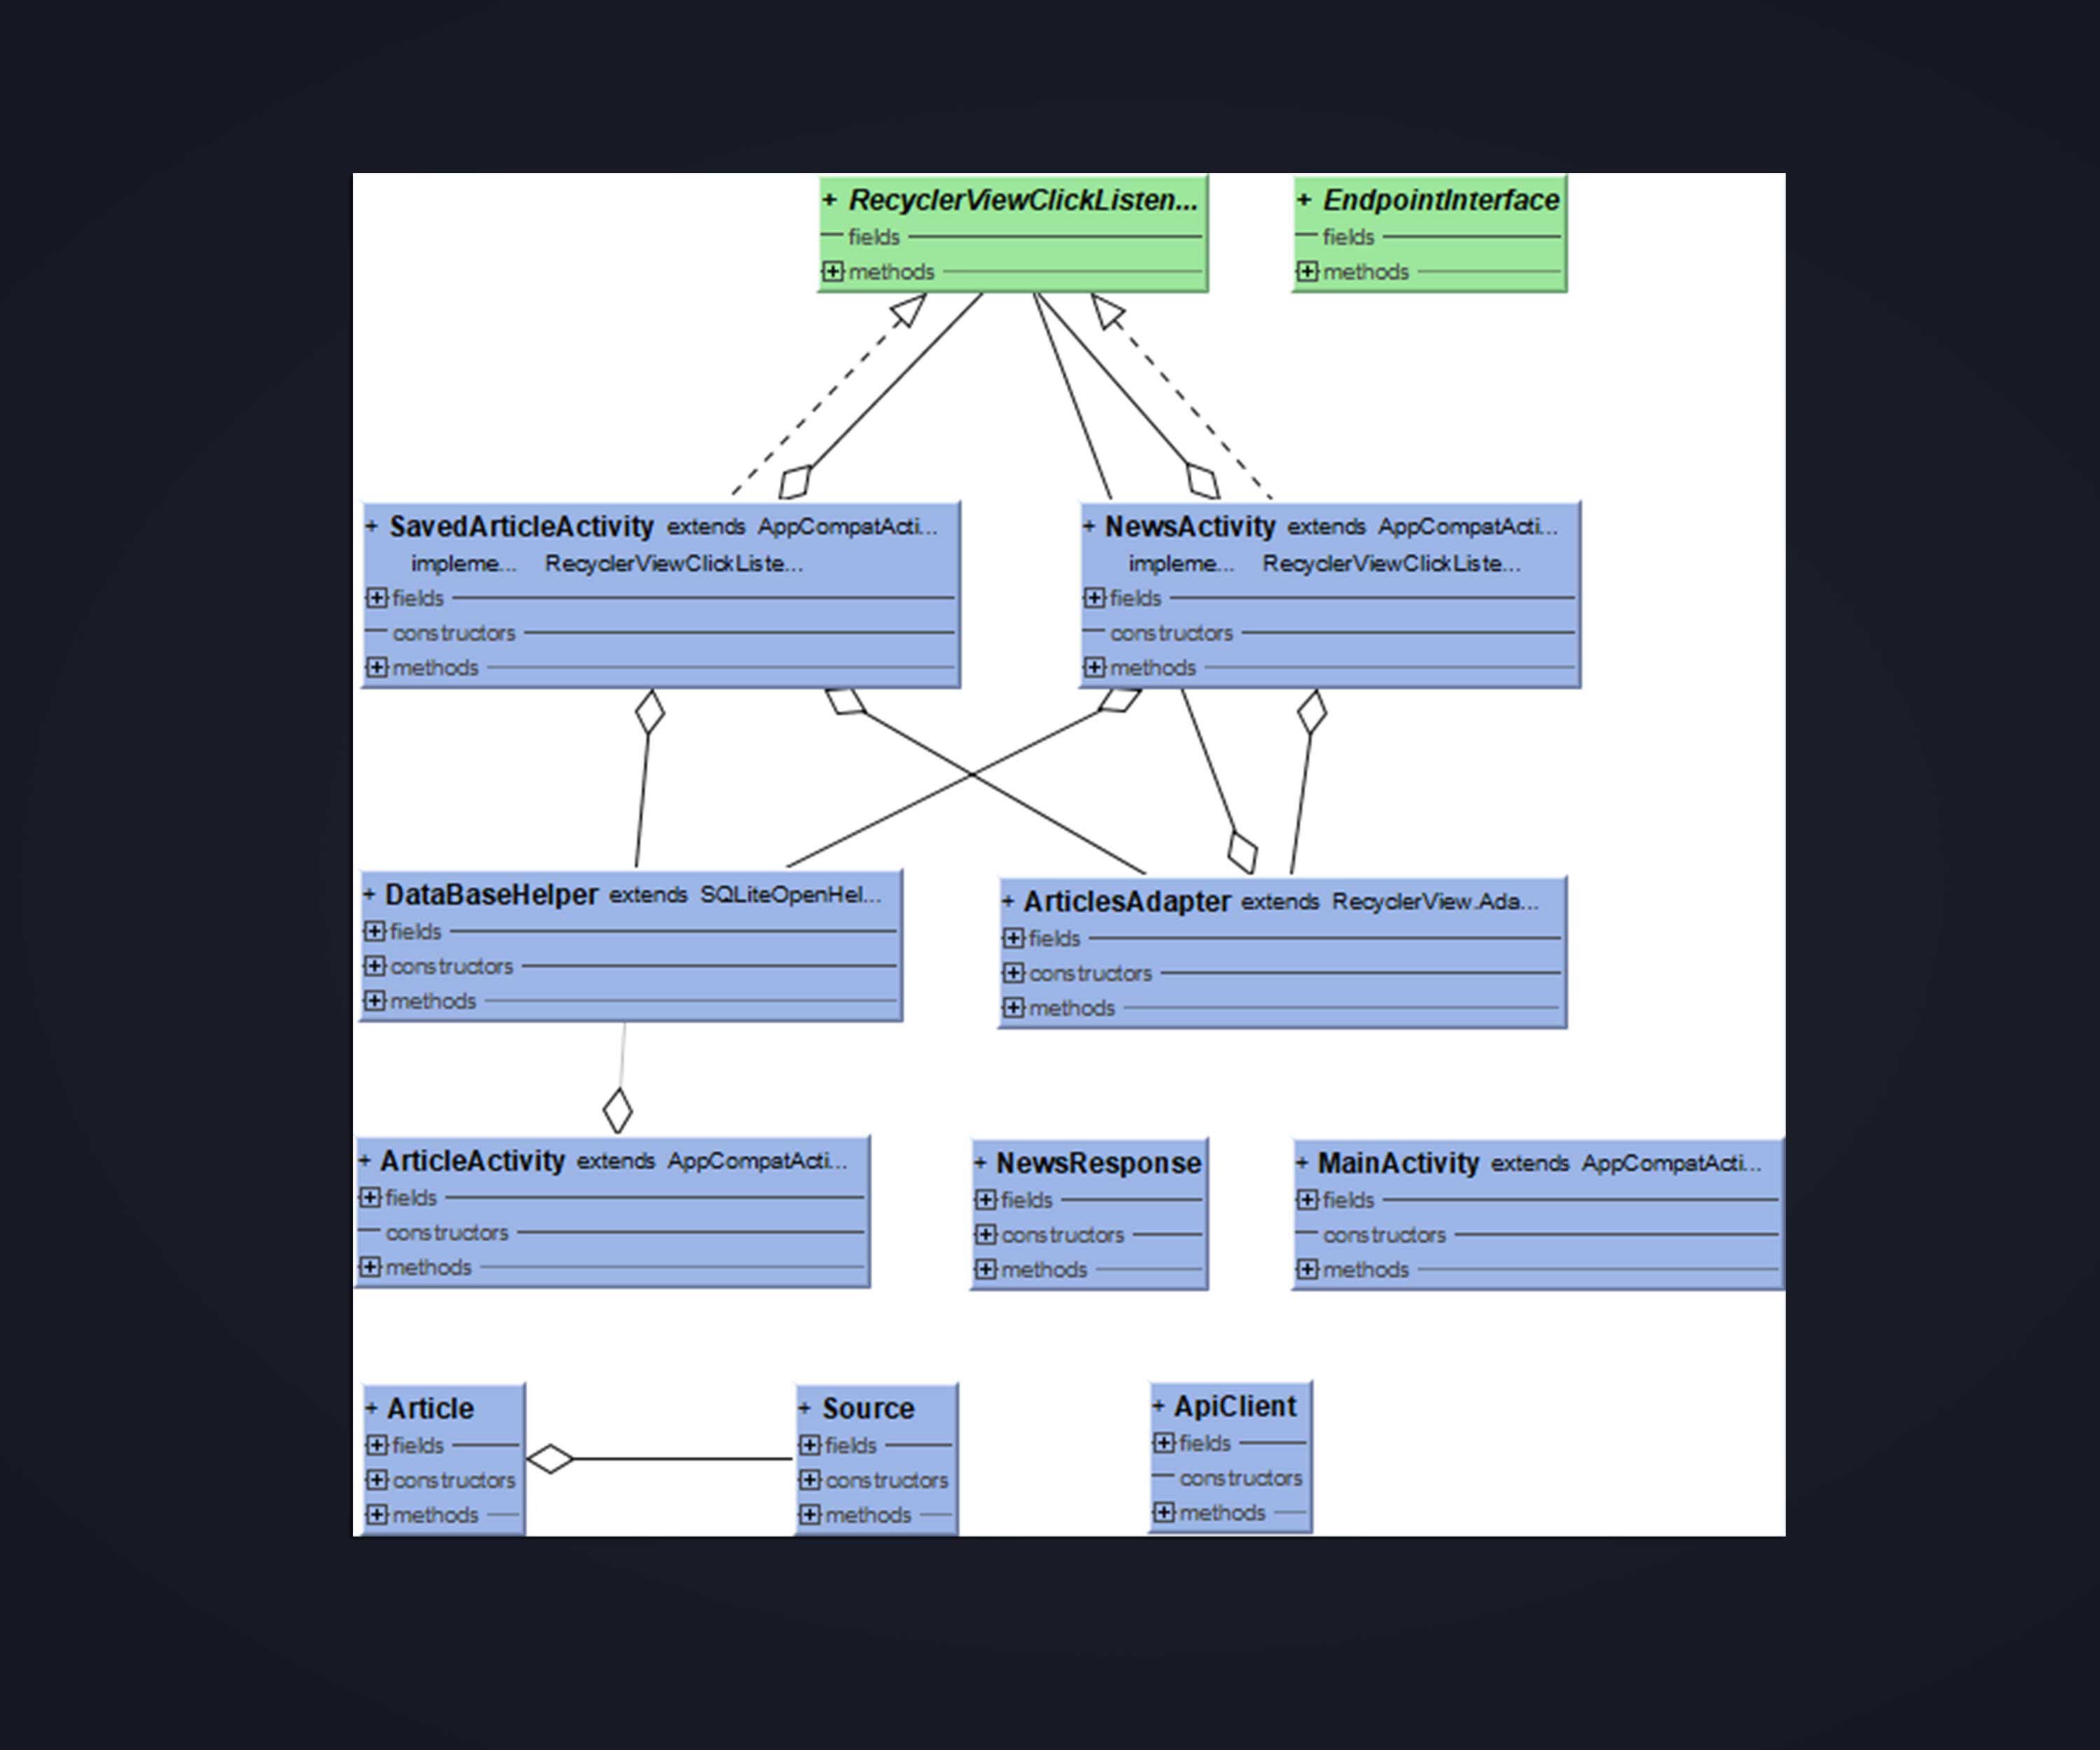 + RecyclerViewClickListen...
fields
methods
+ EndpointInterface
fields
methods
+ SavedArticleActivity extends AppCompatActi...
impleme... RecyclerViewClickListe...
fields
constructors
methods
+ NewsActivity extends AppCompatActi...
impleme... RecyclerViewClickListe...
fields
constructors
methods
+ DataBaseHelper extends SQLiteOpenHel...
fields
constructors
methods
+ ArticlesAdapter extends RecyclerView.Ada...
fields
constructors
methods
+ ArticleActivity extends AppCompatActi...
fields
constructors
methods
+ NewsResponse
fields
constructors
methods
+ MainActivity extends AppCompatActi...
fields
constructors
methods
+ Article
fields
constructors
methods
+ Source
fields
constructors
methods
+ ApiClient
fields
constructors
methods